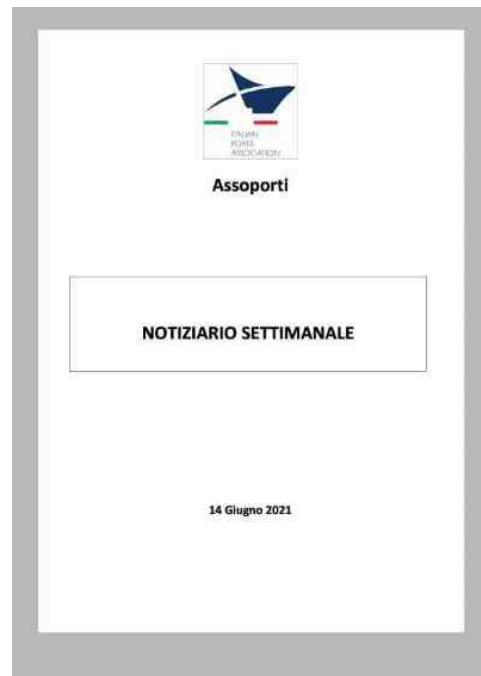 ITALIAN
PORTS
ASSOCIATION
Assoporti
NOTIZIARIO SETTIMANALE
14 Giugno 2021